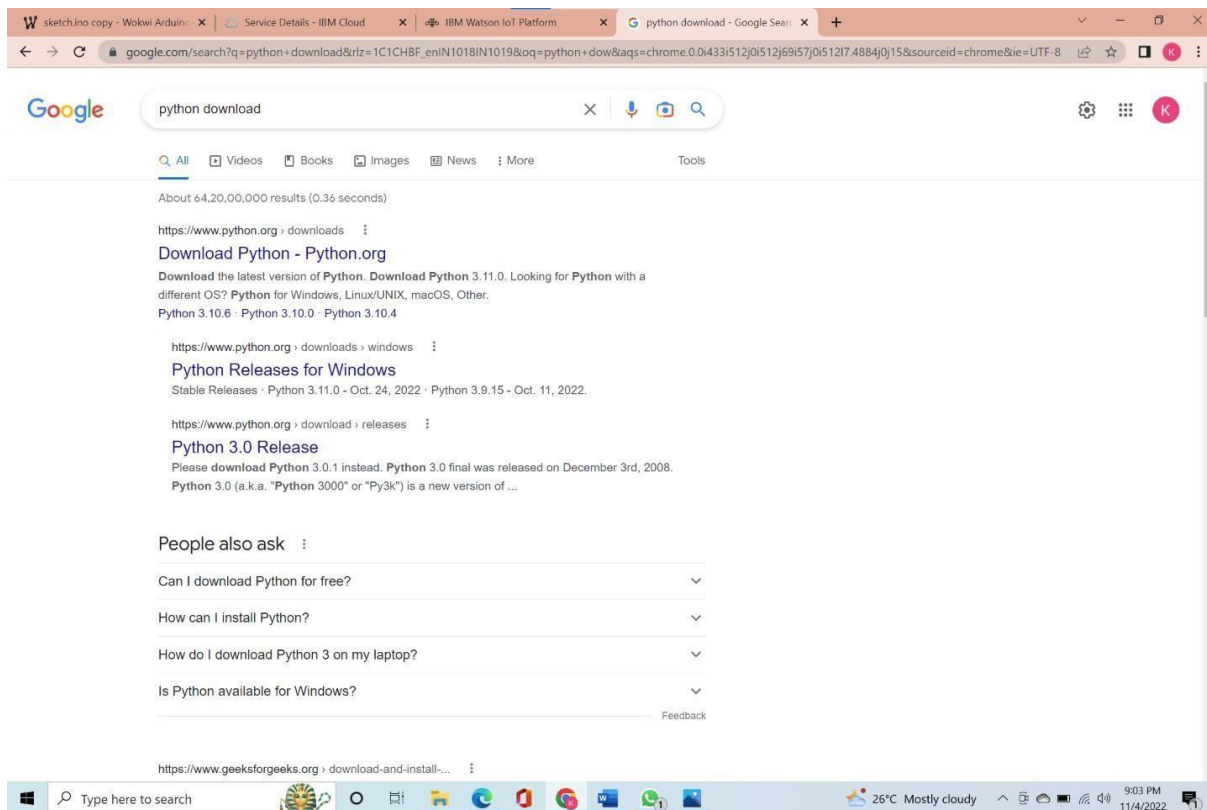 sketch.ino copy - Wokwi Arduino
Service Details - IBM Cloud
IBM Watson IoT Platform
python download - Google Sear
google.com/search?q=python+download&rlz=1C1CHBF_enIN1018IN1019&oq=python+dow&aqs=chrome.0.0i433i512j0i512j69i57j0i512l7.4884j0j15&sourceid=chrome&ie=UTF-8
K
Google
python download
K
All Videos Books Images News More Tools
About 64,20,00,000 results (0.36 seconds)
https://www.python.org › downloads
Download Python - Python.org
Download the latest version of Python. Download Python 3.11.0. Looking for Python with a
different OS? Python for Windows, Linux/UNIX, macOS, Other.
Python 3.10.6 · Python 3.10.0 · Python 3.10.4
https://www.python.org › downloads › windows
Python Releases for Windows
Stable Releases · Python 3.11.0 - Oct. 24, 2022 · Python 3.9.15 - Oct. 11, 2022.
https://www.python.org › download › releases
Python 3.0 Release
Please download Python 3.0.1 instead. Python 3.0 final was released on December 3rd, 2008.
Python 3.0 (a.k.a. "Python 3000" or "Py3k") is a new version of ...
People also ask
Can I download Python for free?
How can I install Python?
How do I download Python 3 on my laptop?
Is Python available for Windows?
Feedback
https://www.geeksforgeeks.org › download-and-install-...
Type here to search
26°C Mostly cloudy
9:03 PM
11/4/2022